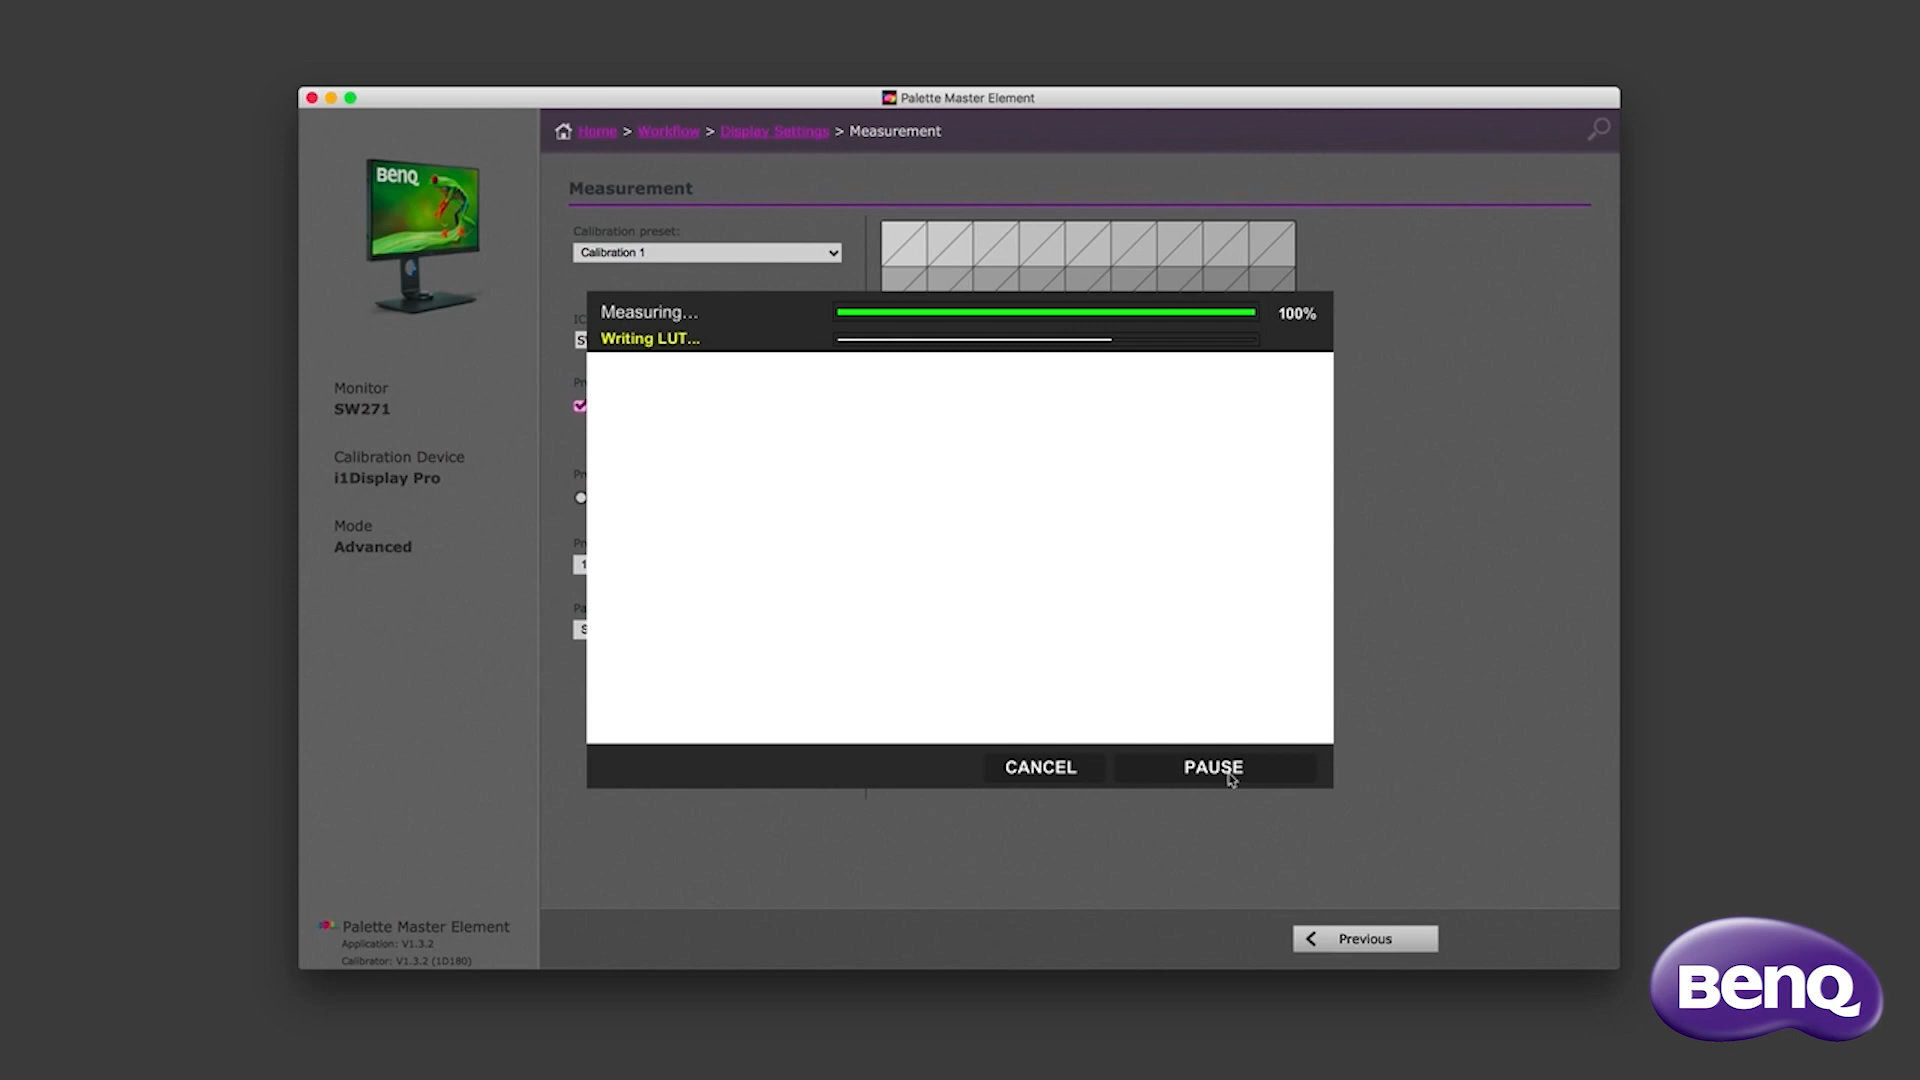 Palette Master Element
Home > Workflow > Display Settings > Measurement
BenQ
Measurement
Calibration preset:
Calibration 1
Measuring...
100%
Writing LUT...
Monitor
SW271
Calibration Device
i1Display Pro
Mode
Advanced
CANCEL
PAUSE
Palette Master Element
Application: V1.3.2
Calibrator: V1.3.2 (1D180)
Previous
BenQ